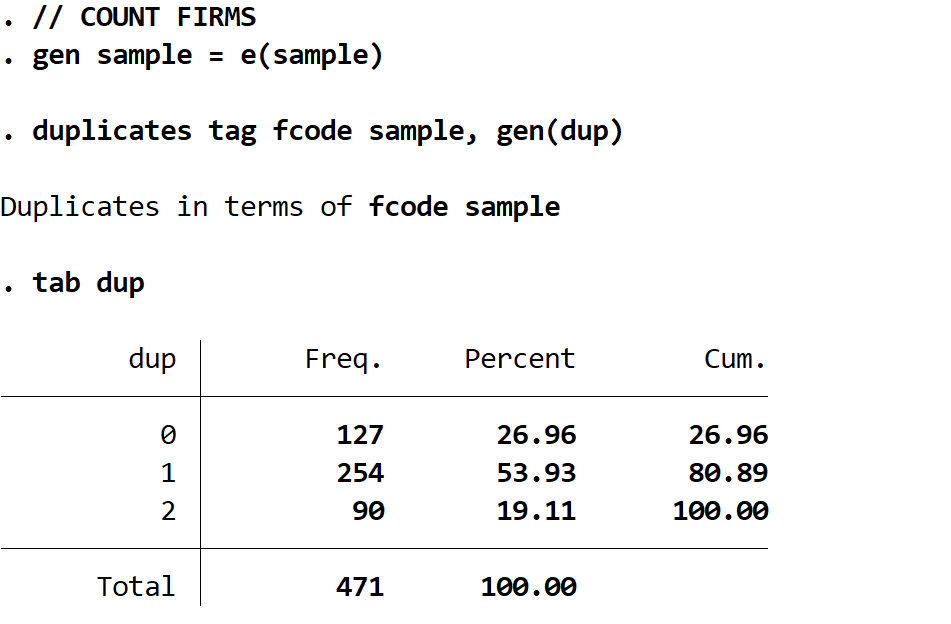 . // COUNT FIRMS
. gen sample = e(sample)
. duplicates tag fcode sample, gen(dup)
Duplicates in terms of fcode sample
. tab dup
dup Freq. Percent Cum.
0 127 26.96 26.96
1 254 53.93 80.89
2 90 19.11 100.00
Total 471 100.00